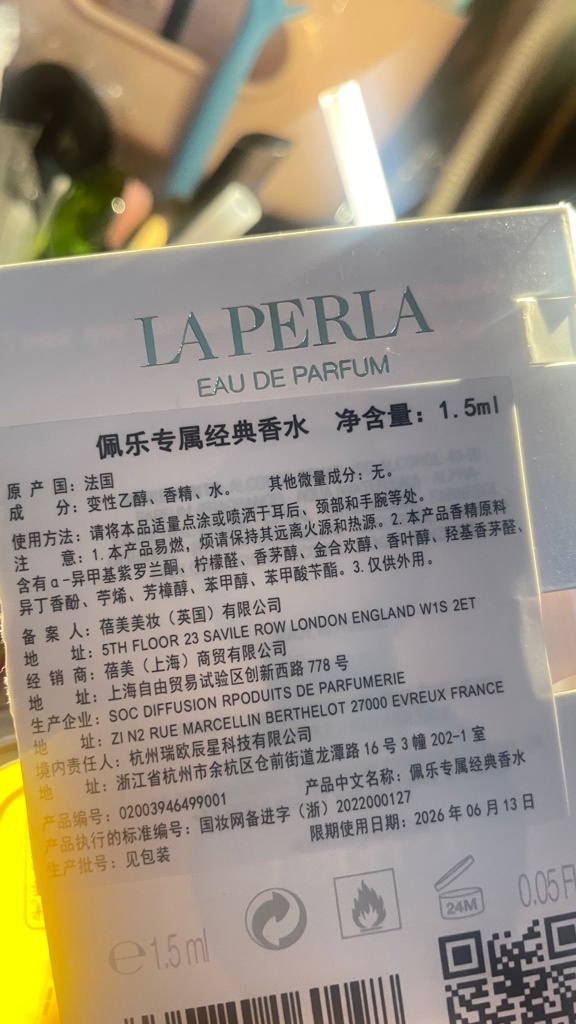 LA PERLA
EAU DE PARFUM
佩乐专属经典香水 净含量：1.5ml
原产国：法国
成分：变性乙醇、香精、水。 其他微量成分：无。
使用方法：请将本品适量点涂或喷洒于耳后、颈部和手腕等处。
注意：1.本产品易燃，烦请保持其远离火源和热源。2.本产品香精原料
含有α-异甲基紫罗兰酮、柠檬醛、香茅醇、金合欢醇、香叶醇、羟基香茅醛、
异丁香酚、苧烯、芳樟醇、苯甲醇、苯甲酸苄酯。3.仅供外用。
备案人：蓓美美妆（英国）有限公司
地址：5TH FLOOR 23 SAVILE ROW LONDON ENGLAND W1S 2ET
经销商：蓓美（上海）商贸有限公司
地址：上海自由贸易试验区创新西路778号
生产企业：SOC DIFFUSION RPODUITS DE PARFUMERIE
地址：ZI N2 RUE MARCELLIN BERTHELOT 27000 EVREUX FRANCE
境内责任人：杭州瑞欧辰星科技有限公司
地址：浙江省杭州市余杭区仓前街道龙潭路16号3幢202-1室
产品编号：02003946499001 产品中文名称：佩乐专属经典香水
产品执行的标准编号：国妆网备进字（浙）2022000127
生产批号：见包装 限期使用日期：2026年06月13日
24M
e 1.5 ml 0.05 Fl